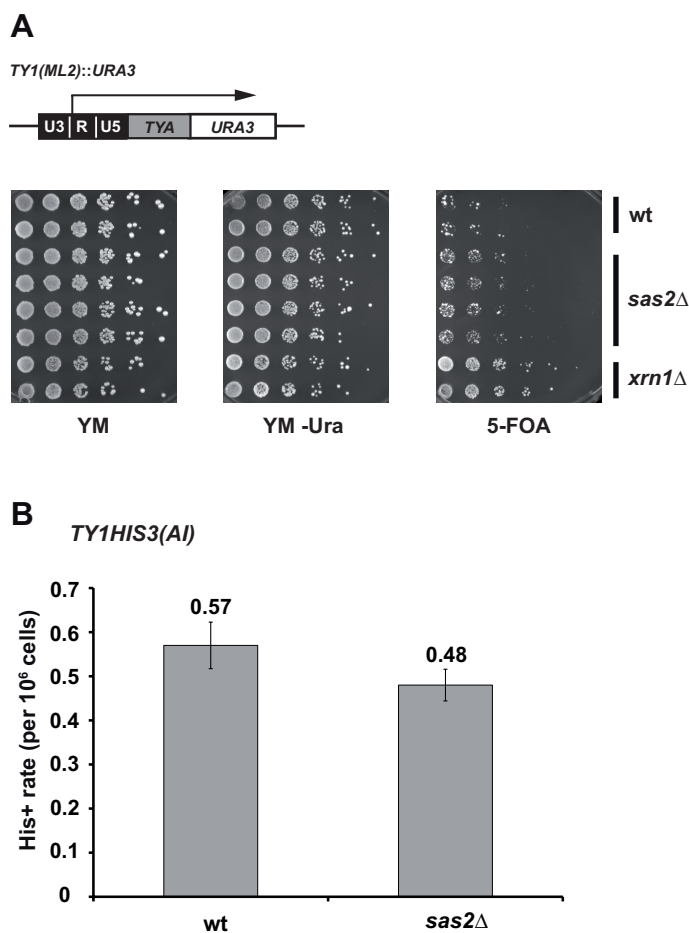 A
TY1(ML2)::URA3
U3 R U5 TYA URA3
wt
sas2Δ
xrn1Δ
YM YM -Ura 5-FOA
B
TY1HIS3(AI)
His+ rate (per 10⁶ cells)
0.7
0.6
0.5
0.4
0.3
0.2
0.1
0
0.57
0.48
wt sas2Δ